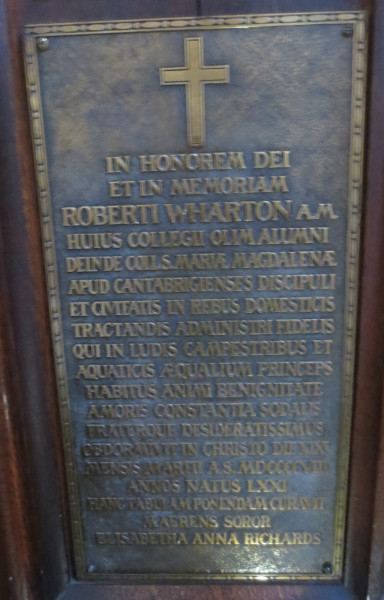 IN HONOREM DEI
ET IN MEMORIAM
ROBERTI WHARTON A.M.
HUIUS COLLEGII OLIM ALUMNI
DEINDE COLL. S. MARIÆ MAGDALENÆ
APUD CANTABRIGIENSES DISCIPULI
ET CIVITATIS IN REBUS DOMESTICIS
TRACTANDIS ADMINISTRI FIDELIS
QUI IN LUDIS CAMPESTRIBUS ET
AQUATICIS ÆQUALIUM PRINCEPS
HABITUS ANIMI BENIGNITATE
AMORIS CONSTANTIA SODALIS
FRATERQUE DESIDERATISSIMUS
OBDORMIVIT IN CHRISTO DIE XIX
MENSIS MARTII A.S.
ANNOS NATUS LXXI
HANC TABULAM PONENDAM CURAVIT
MAERENS SOROR
ELISABETHA ANNA RICHARDS